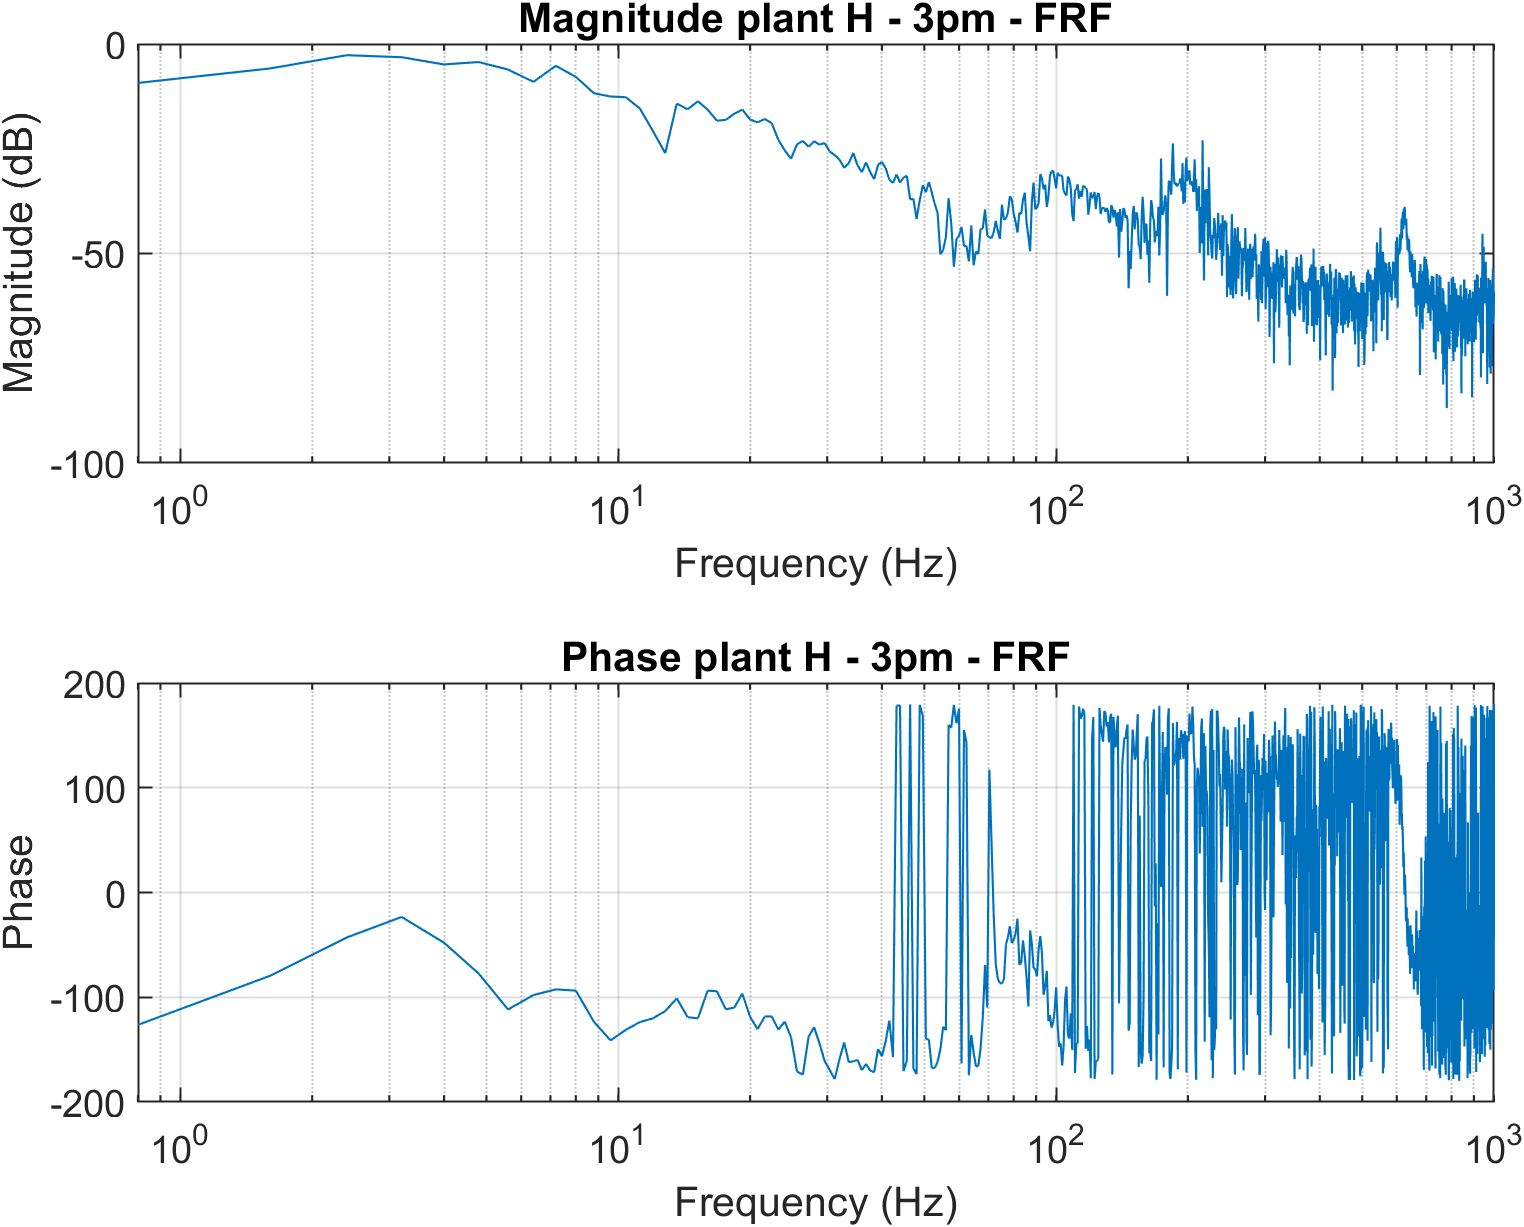 Magnitude plant H - 3pm - FRF
0
-50
-100
Magnitude (dB)
10^0 10^1 10^2 10^3
Frequency (Hz)
Phase plant H - 3pm - FRF
200
100
0
-100
-200
Phase
10^0 10^1 10^2 10^3
Frequency (Hz)